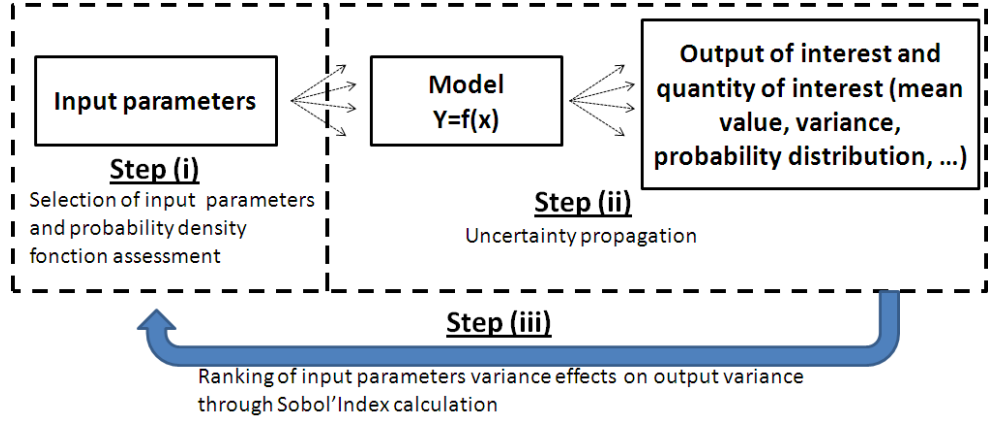 Input parameters
Step (i)
Selection of input parameters
and probability density
fonction assessment
Model
Y=f(x)
Output of interest and
quantity of interest (mean
value, variance,
probability distribution, ...)
Step (ii)
Uncertainty propagation
Step (iii)
Ranking of input parameters variance effects on output variance
through Sobol'Index calculation